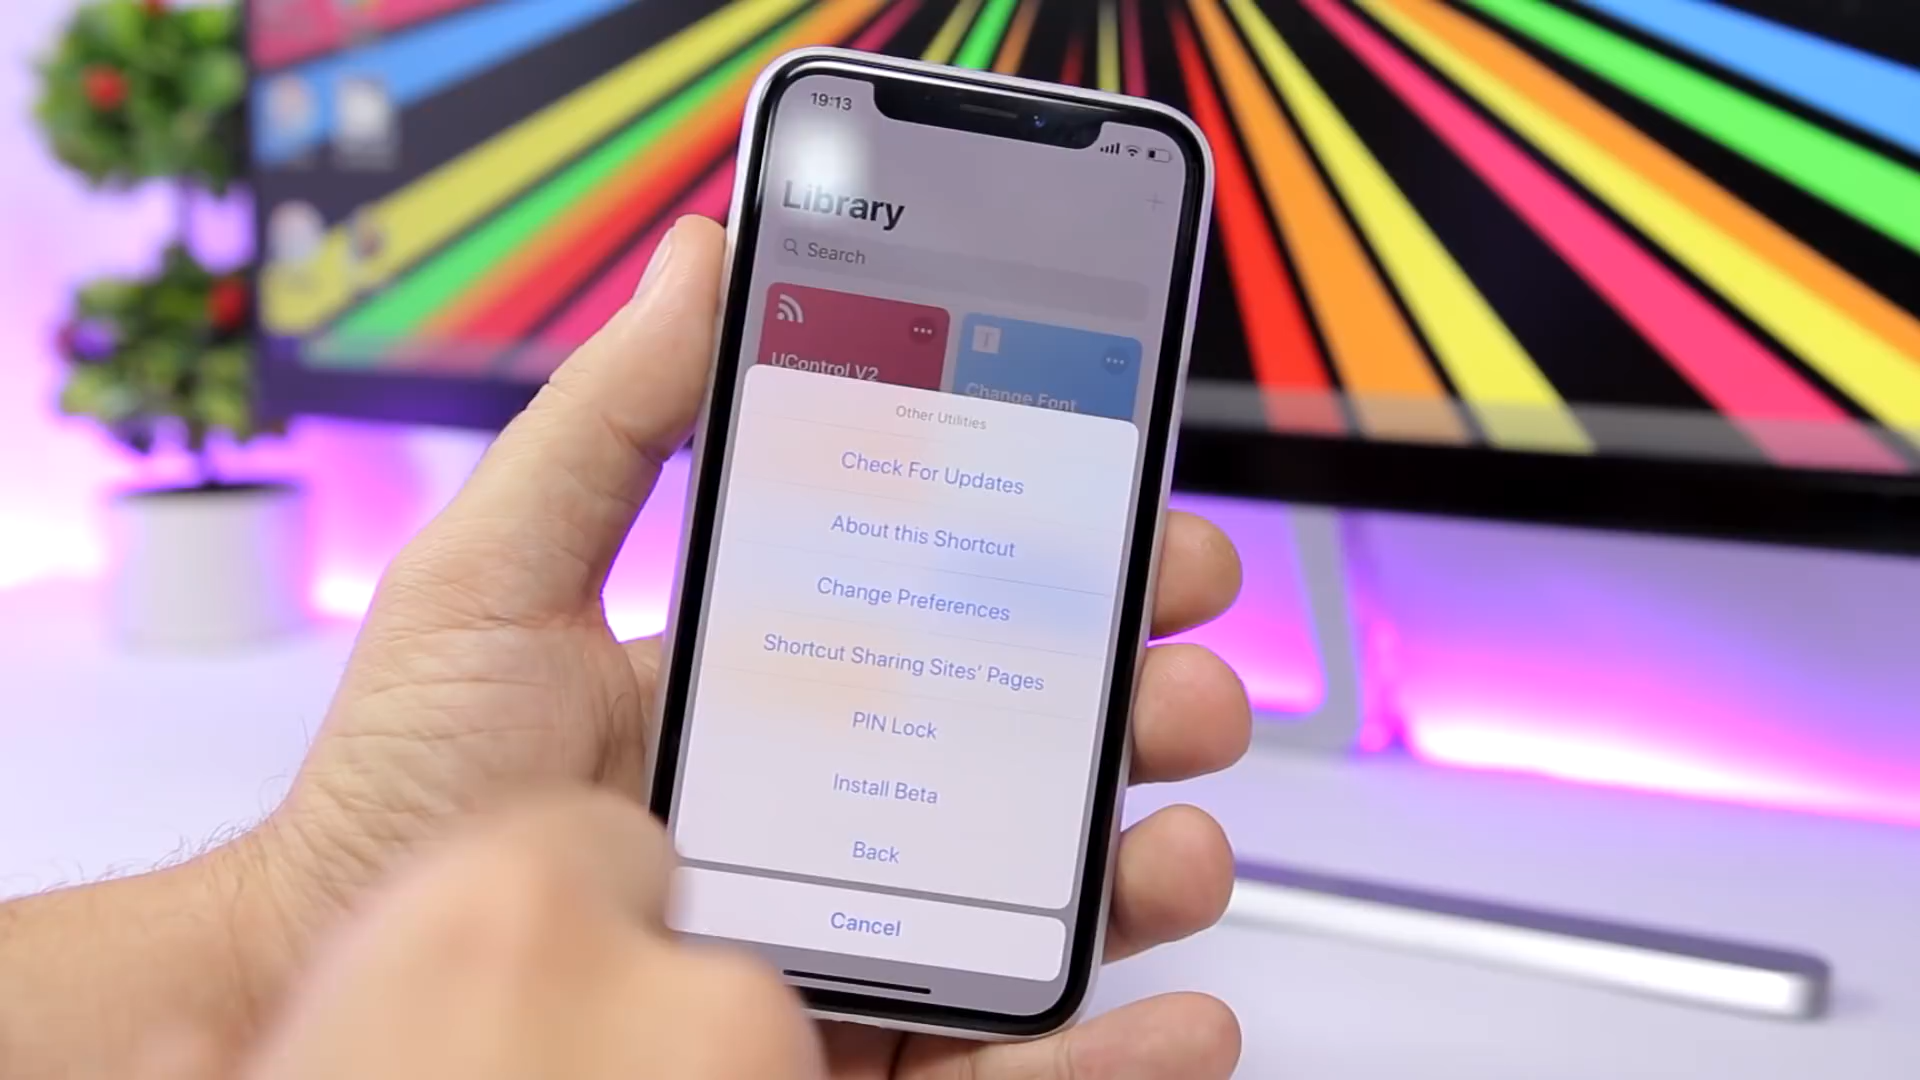 19:13
Library
Search
UControl V2
Change Font
Other Utilities
Check For Updates
About this Shortcut
Change Preferences
Shortcut Sharing Sites’ Pages
PIN Lock
Install Beta
Back
Cancel